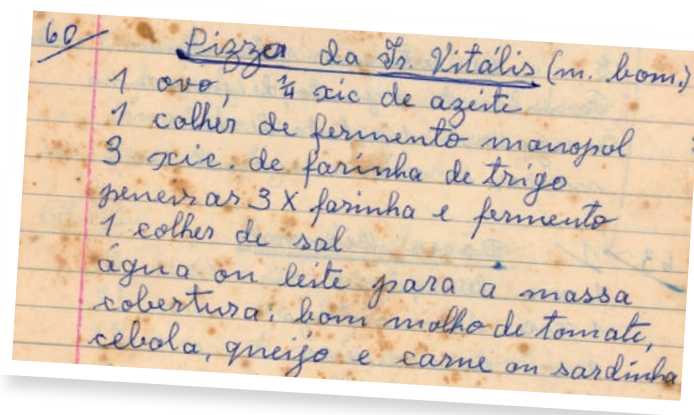 60
Pizza da Ir. Vitális (m. bom.)
1 ovo, 1/4 xic de azeite
1 colher de fermento manopol
3 xic. de farinha de trigo
peneirar 3 X farinha e fermento
1 colher de sal
água ou leite para a massa
cobertura: bom molho de tomate,
cebola, queijo e carne ou sardinha